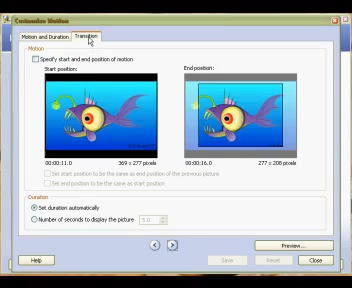 Customize Motion
Motion and Duration
Transition
Motion
Specify start and end position of motion
Start position:
End position:
00:00:11.0
369 x 277 pixels
00:00:16.0
277 x 208 pixels
Set start position to be the same as end position of the previous picture
Set end position to be the same as start position
Duration
Set duration automatically
Number of seconds to display the picture
5.0
Preview...
Help
Save
Reset
Close